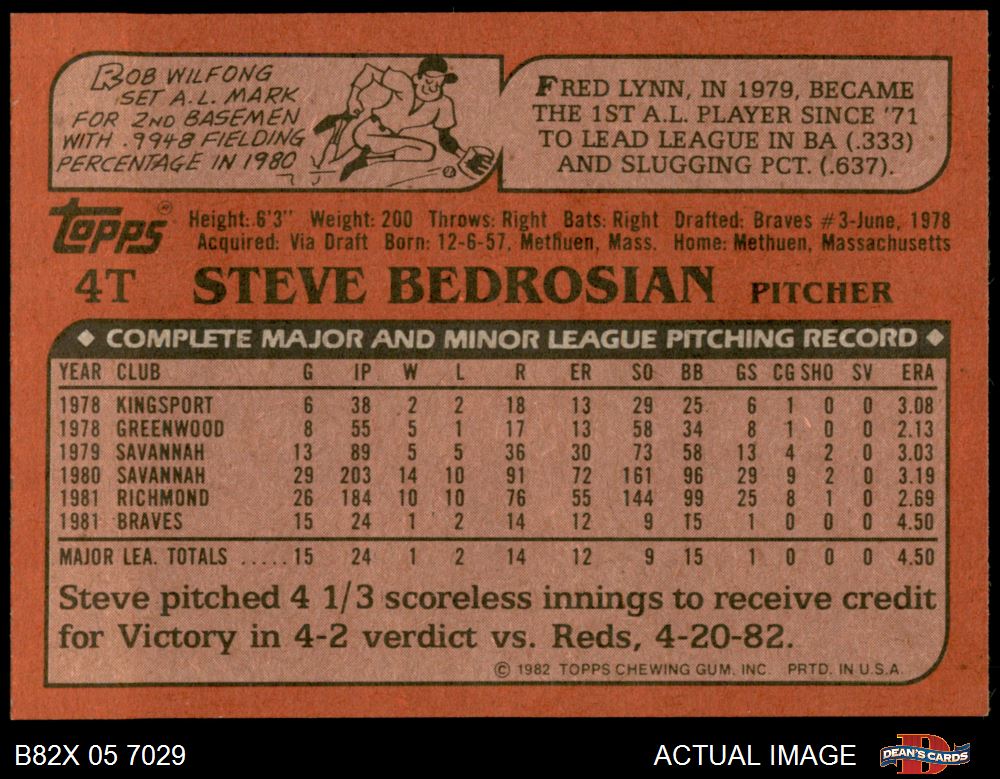 BOB WILFONG
SET A.L. MARK
FOR 2ND BASEMEN
WITH .9948 FIELDING
PERCENTAGE IN 1980
FRED LYNN, IN 1979, BECAME
THE 1ST A.L. PLAYER SINCE '71
TO LEAD LEAGUE IN BA (.333)
AND SLUGGING PCT. (.637).
Topps®
Height: 6'3" Weight: 200 Throws: Right Bats: Right Drafted: Braves #3-June, 1978
Acquired: Via Draft Born: 12-6-57, Methuen, Mass. Home: Methuen, Massachusetts
4T STEVE BEDROSIAN PITCHER
◆ COMPLETE MAJOR AND MINOR LEAGUE PITCHING RECORD ◆
YEAR CLUB G IP W L R ER SO BB GS CG SHO SV ERA
1978 KINGSPORT 6 38 2 2 18 13 29 25 6 1 0 0 3.08
1978 GREENWOOD 8 55 5 1 17 13 58 34 8 1 0 0 2.13
1979 SAVANNAH 13 89 5 5 36 30 73 58 13 4 2 0 3.03
1980 SAVANNAH 29 203 14 10 91 72 161 96 29 9 2 0 3.19
1981 RICHMOND 26 184 10 10 76 55 144 99 25 8 1 0 2.69
1981 BRAVES 15 24 1 2 14 12 9 15 1 0 0 0 4.50
MAJOR LEA. TOTALS ..... 15 24 1 2 14 12 9 15 1 0 0 0 4.50
Steve pitched 4 1/3 scoreless innings to receive credit
for Victory in 4-2 verdict vs. Reds, 4-20-82.
© 1982 TOPPS CHEWING GUM, INC. PRTD. IN U.S.A.
B82X 05 7029
ACTUAL IMAGE
DEAN'S CARDS